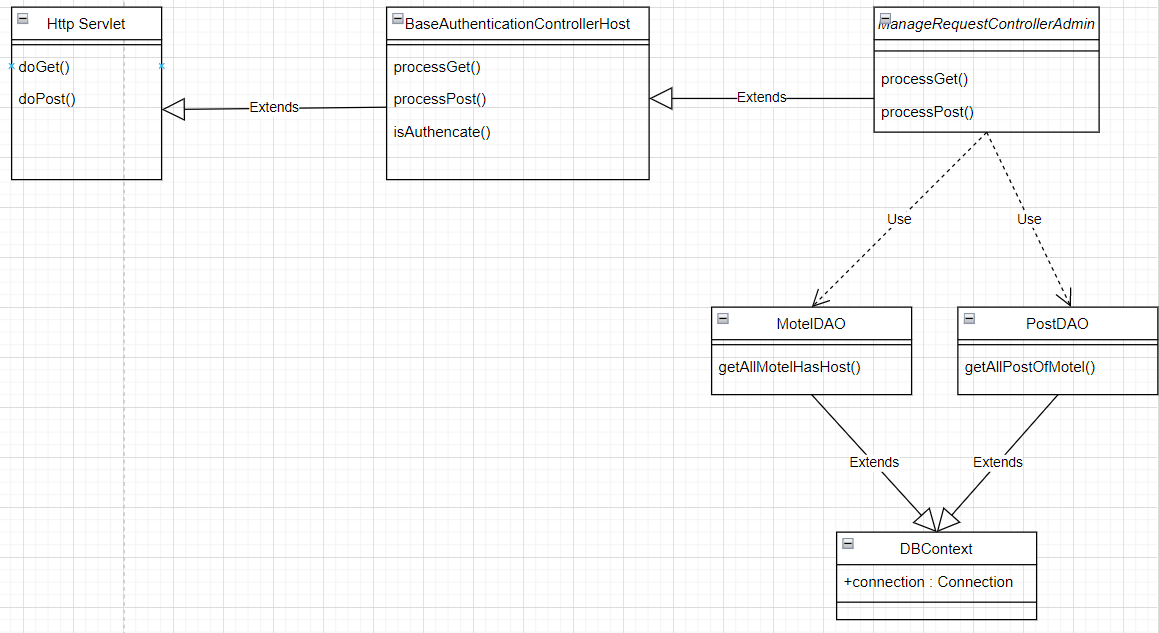 Http Servlet
doGet()
doPost()
Extends
BaseAuthenticationControllerHost
processGet()
processPost()
isAuthencate()
Extends
ManageRequestControllerAdmin
processGet()
processPost()
Use
Use
MotelDAO
getAllMotelHasHost()
PostDAO
getAllPostOfMotel()
Extends
Extends
DBContext
+connection : Connection